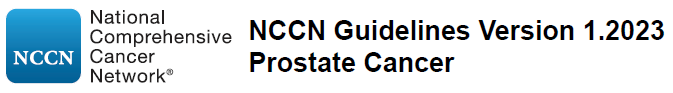 NCCN
National
Comprehensive
Cancer
Network®
NCCN Guidelines Version 1.2023
Prostate Cancer